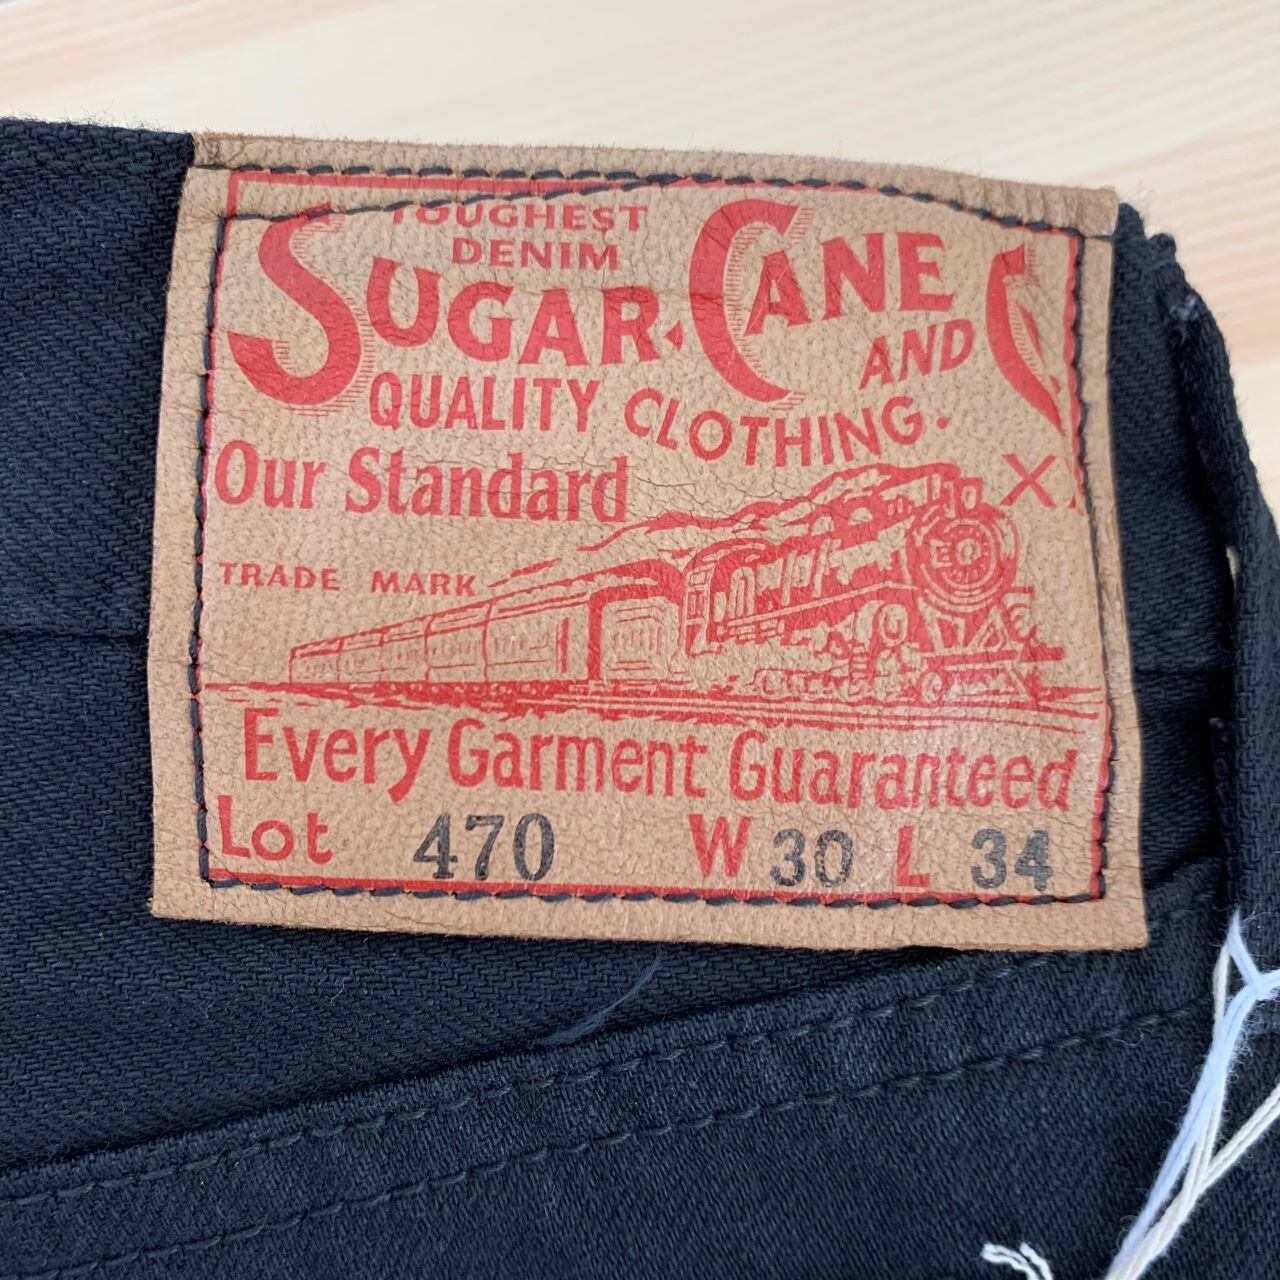 TOUGHEST
DENIM
SUGAR CANE
AND
QUALITY CLOTHING.
Our Standard
X
TRADE MARK
Every Garment Guaranteed
Lot 470 W 30 L 34